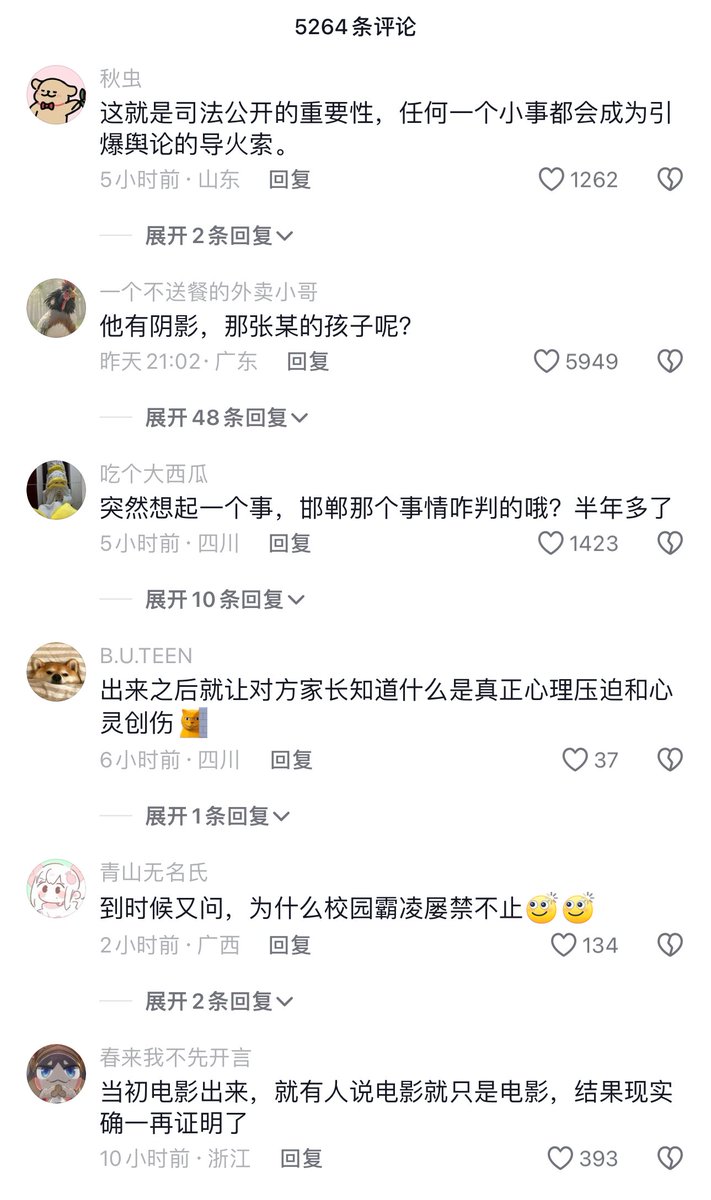 5264条评论
秋虫
这就是司法公开的重要性，任何一个小事都会成为引
爆舆论的导火索。
5小时前·山东 回复 1262
展开2条回复
一个不送餐的外卖小哥
他有阴影，那张某的孩子呢？
昨天21:02·广东 回复 5949
展开48条回复
吃个大西瓜
突然想起一个事，邯郸那个事情咋判的哦？半年多了
5小时前·四川 回复 1423
展开10条回复
B.U.TEEN
出来之后就让对方家长知道什么是真正心理压迫和心
灵创伤
6小时前·四川 回复 37
展开1条回复
青山无名氏
到时候又问，为什么校园霸凌屡禁不止
2小时前·广西 回复 134
展开2条回复
春来我不先开言
当初电影出来，就有人说电影就只是电影，结果现实
确一再证明了
10小时前·浙江 回复 393